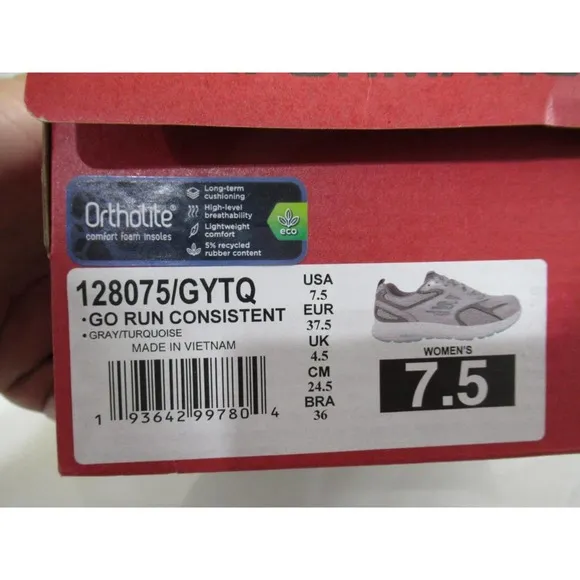 Ortholite®
comfort foam insoles
Long-term
cushioning
High-level
breathability
Lightweight
comfort
5% recycled
rubber content
eco
128075/GYTQ
•GO RUN CONSISTENT
• GRAY/TURQUOISE
MADE IN VIETNAM
1 93642 99780 4
USA
7.5
EUR
37.5
UK
4.5
CM
24.5
BRA
36
WOMEN'S
7.5